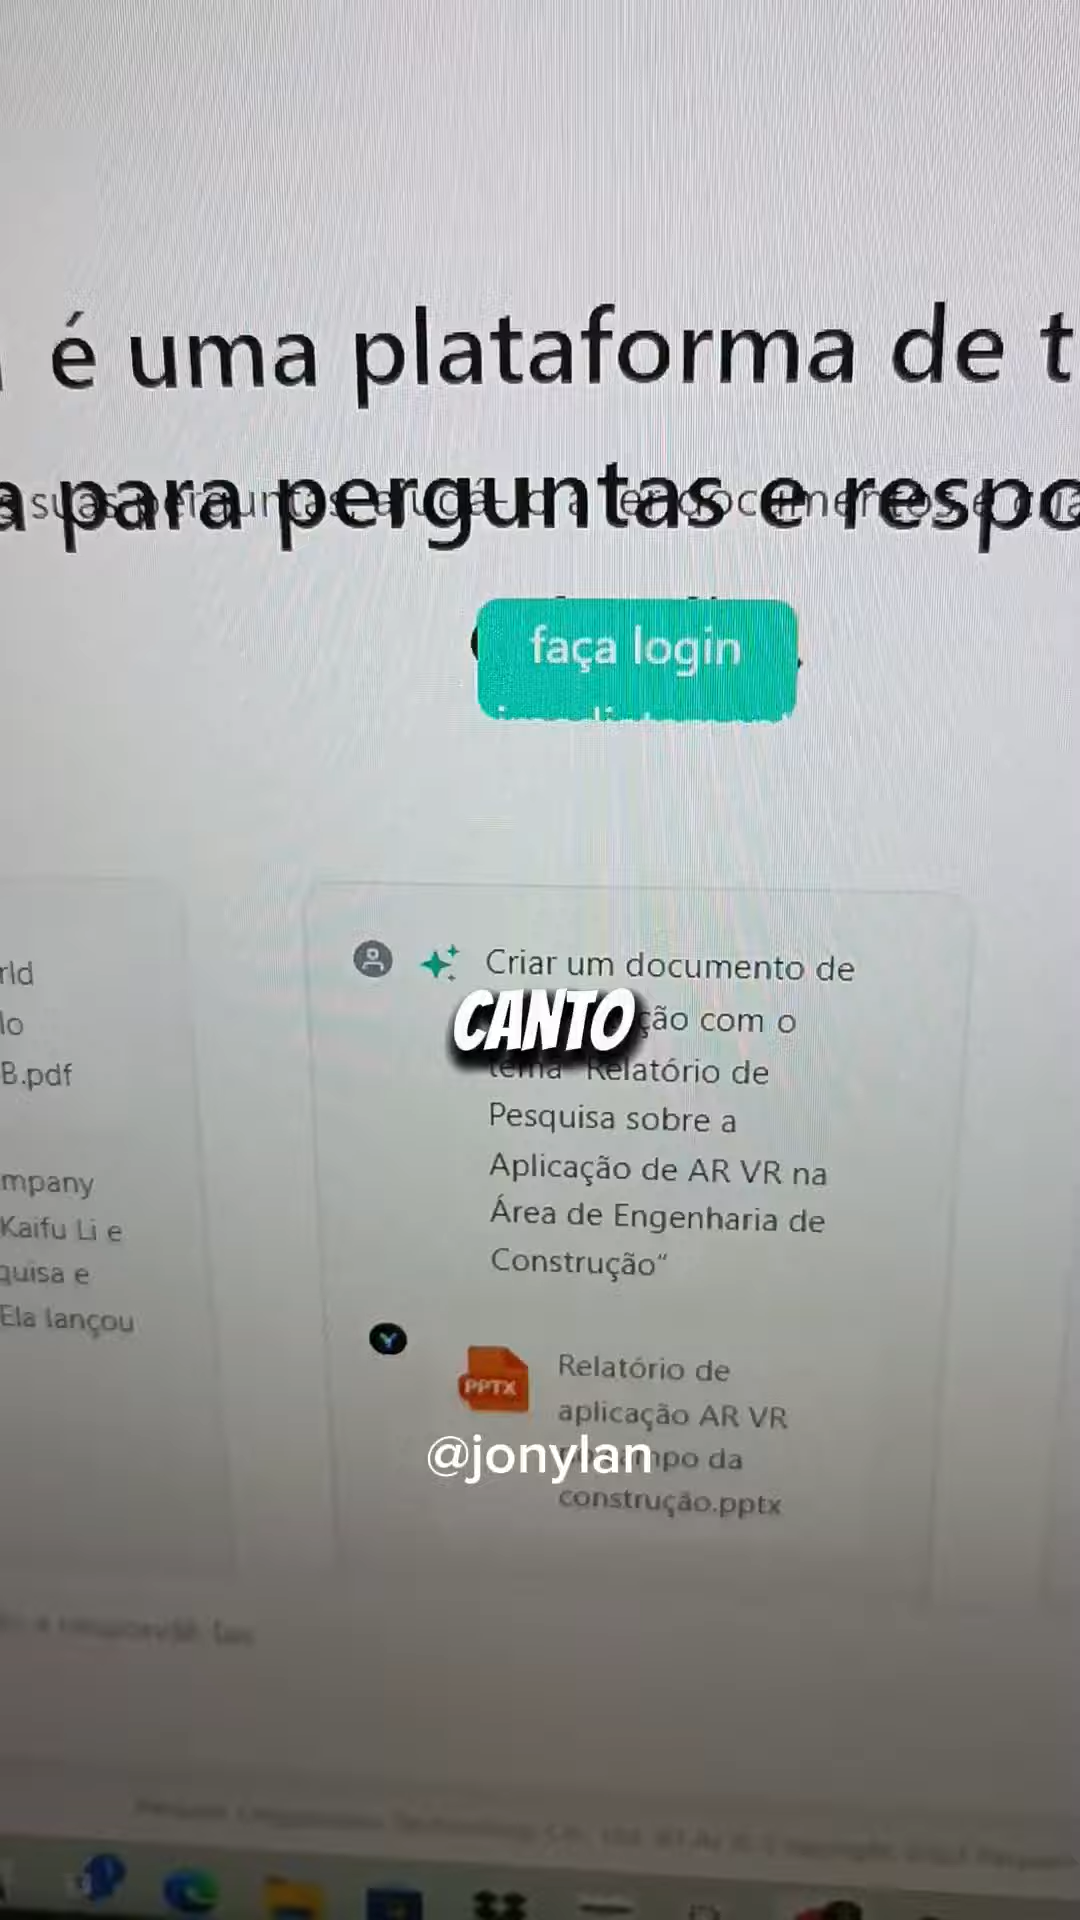 é uma plataforma de t
a para perguntas e respo
faça login
rld
lo
B.pdf
mpany
Kaifu Li e
quisa e
Ela lançou
Criar um documento de
ção com o
tema" Relatório de
Pesquisa sobre a
Aplicação de AR VR na
Área de Engenharia de
Construção"
CANTO
PPTX
Relatório de
aplicação AR VR
campo da
construção.pptx
@jonylan